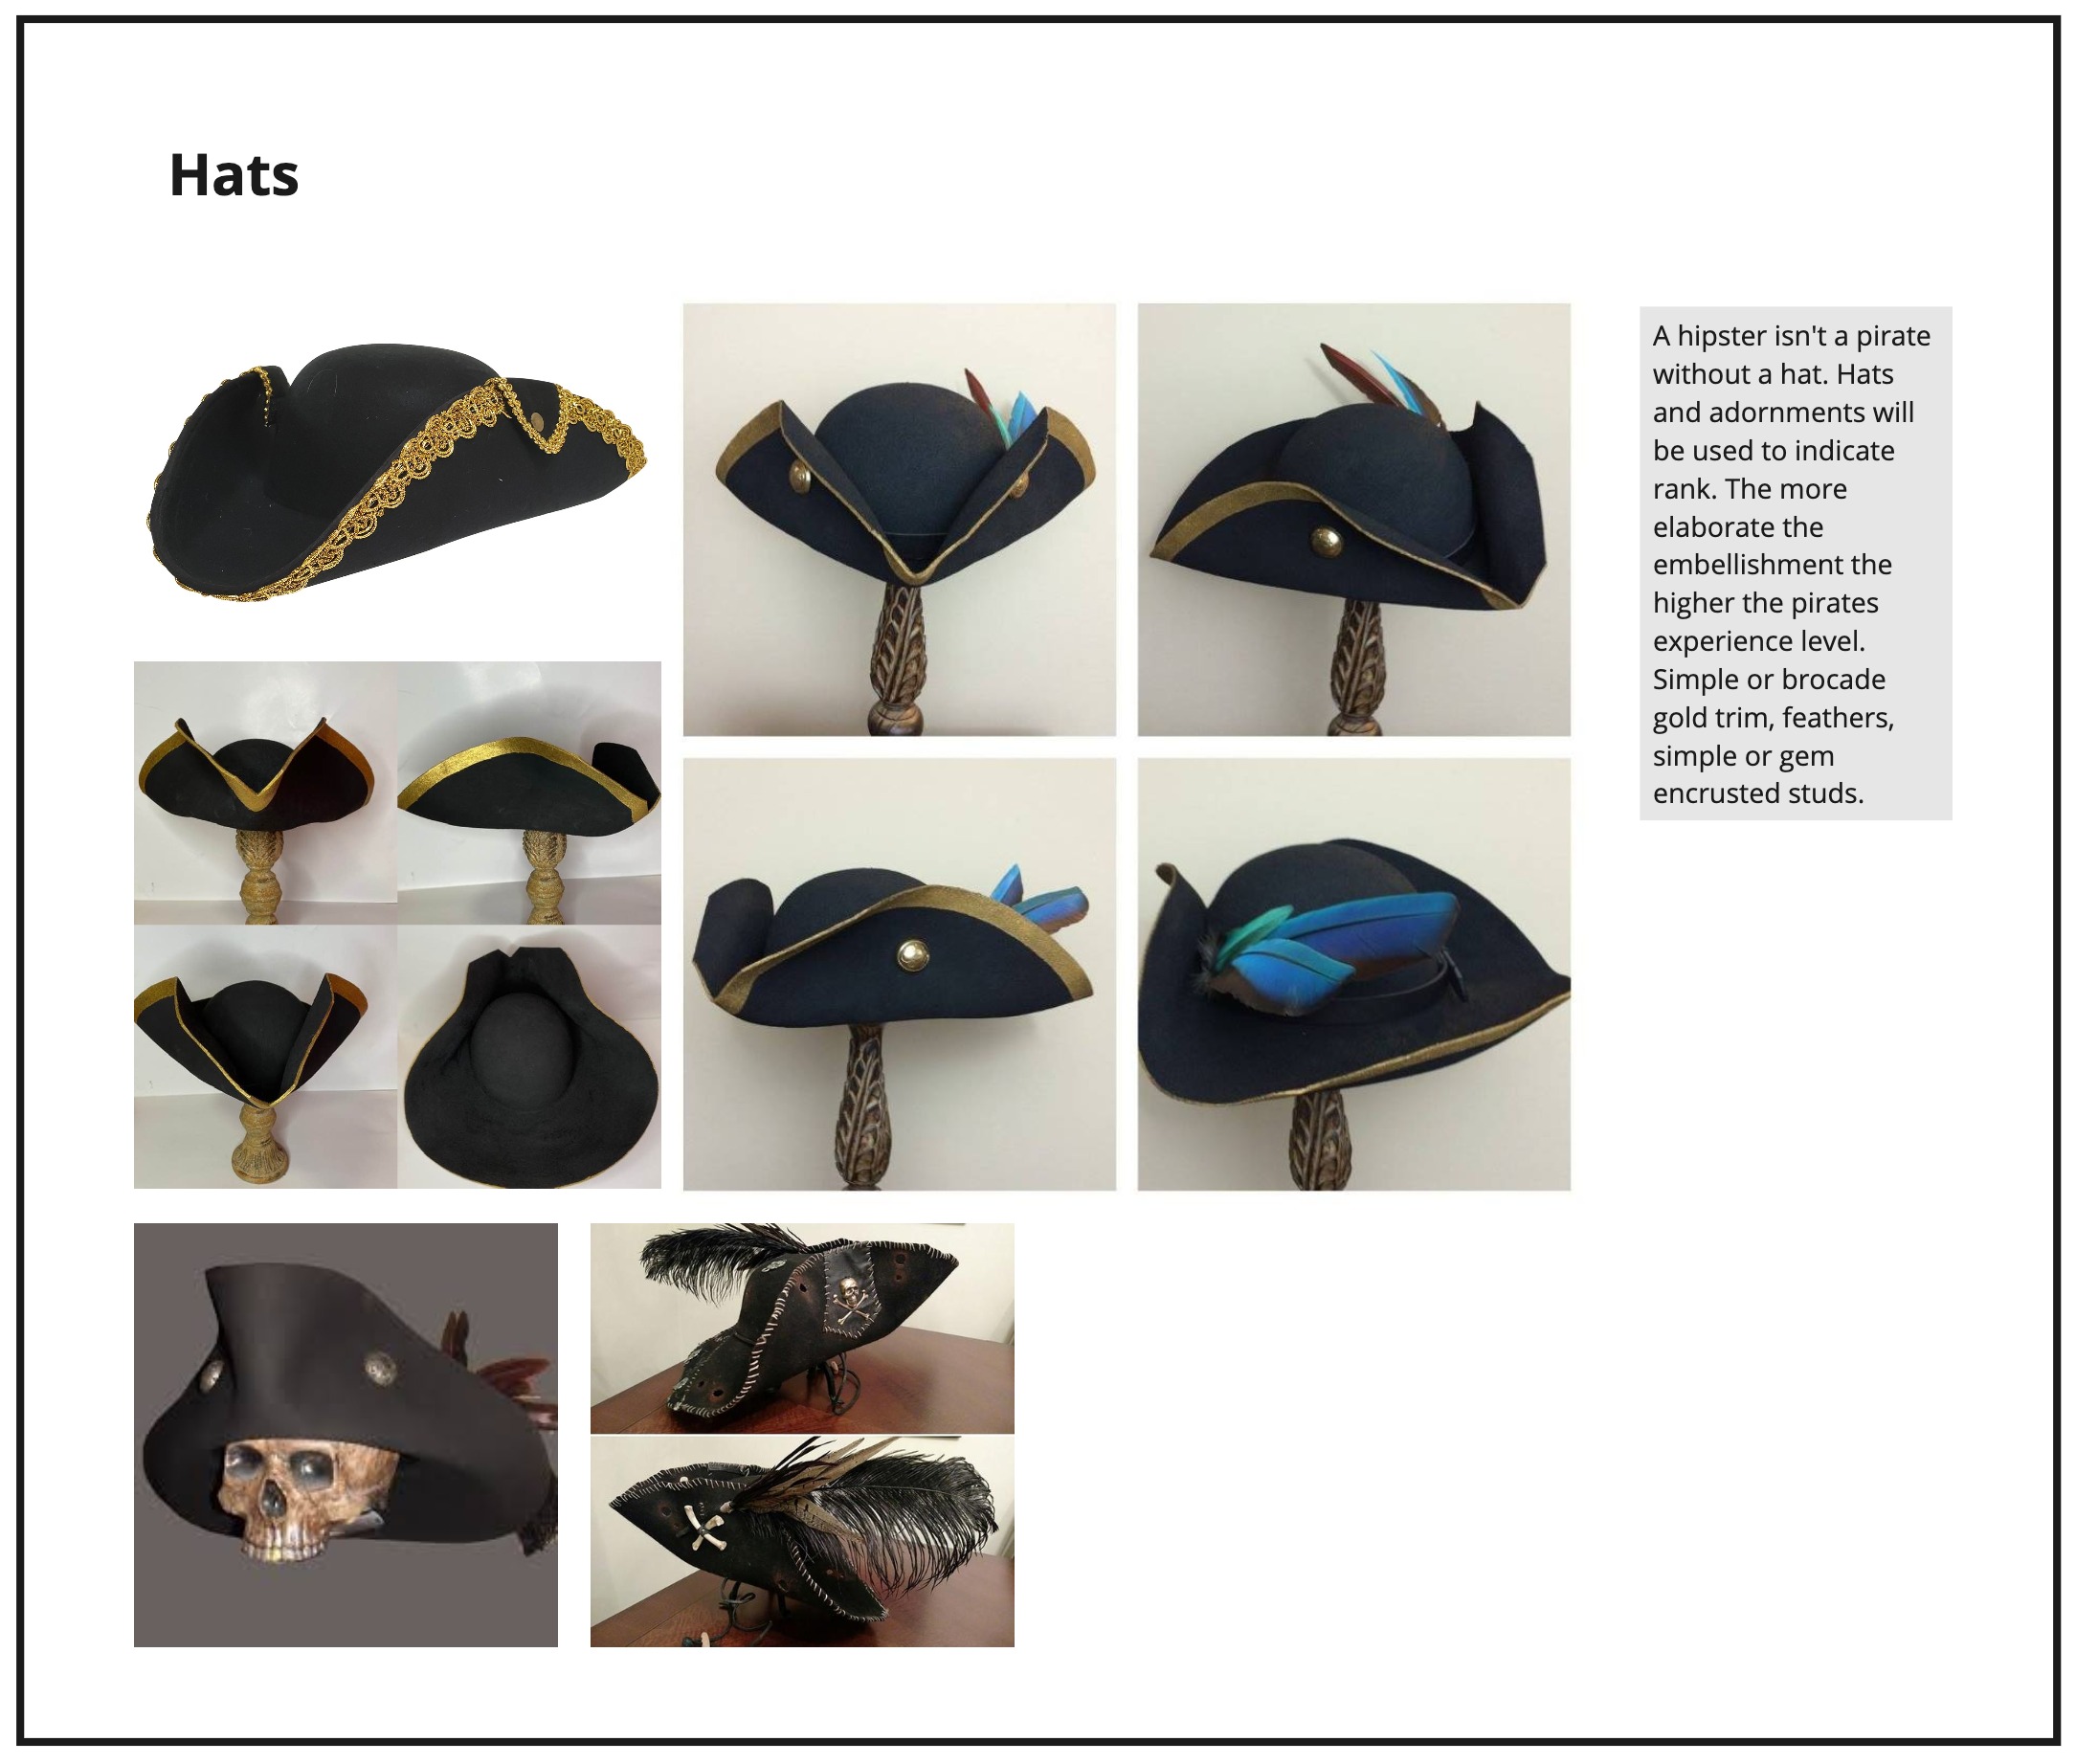 Hats
A hipster isn't a pirate
without a hat. Hats
and adornments will
be used to indicate
rank. The more
elaborate the
embellishment the
higher the pirates
experience level.
Simple or brocade
gold trim, feathers,
simple or gem
encrusted studs.